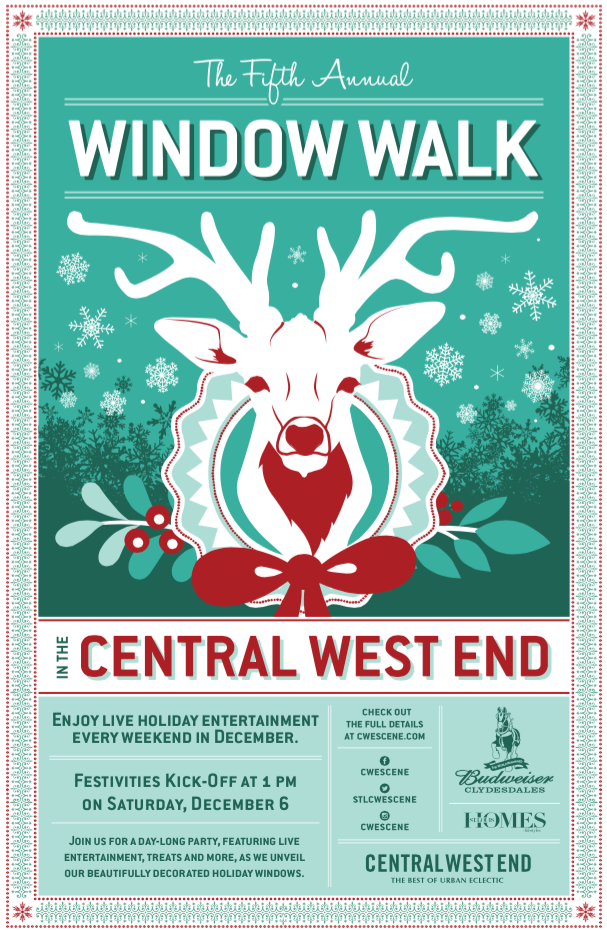 The Fifth Annual
WINDOW WALK
IN THE
CENTRAL WEST END
ENJOY LIVE HOLIDAY ENTERTAINMENT
EVERY WEEKEND IN DECEMBER.
FESTIVITIES KICK-OFF AT 1 PM
ON SATURDAY, DECEMBER 6
JOIN US FOR A DAY-LONG PARTY, FEATURING LIVE
ENTERTAINMENT, TREATS AND MORE, AS WE UNVEIL
OUR BEAUTIFULLY DECORATED HOLIDAY WINDOWS.
CHECK OUT
THE FULL DETAILS
AT CWESCENE.COM
CWESCENE
STLCWESCENE
CWESCENE
Budweiser
CLYDESDALES
HOMES
CENTRAL WEST END
THE BEST OF URBAN ECLECTIC